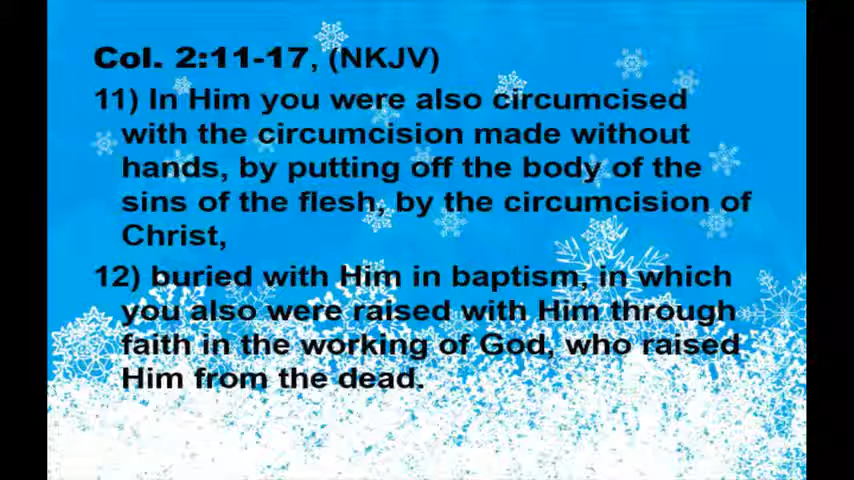 Col. 2:11-17, (NKJV)
11) In Him you were also circumcised
with the circumcision made without
hands, by putting off the body of the
sins of the flesh, by the circumcision of
Christ,
12) buried with Him in baptism, in which
you also were raised with Him through
faith in the working of God, who raised
Him from the dead.